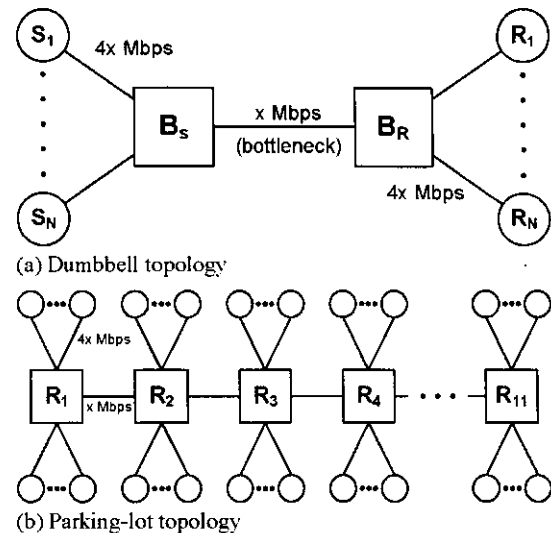 S1
R1
4x Mbps
Bs
x Mbps
(bottleneck)
BR
4x Mbps
SN
RN
(a) Dumbbell topology
4x Mbps
R1
x Mbps
R2
R3
R4
R11
(b) Parking-lot topology